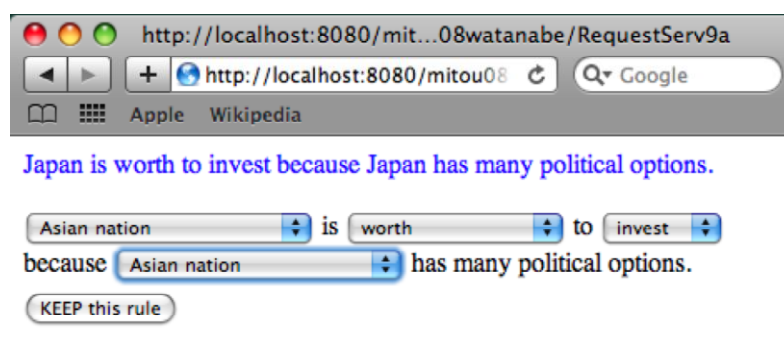 http://localhost:8080/mit...08watanabe/RequestServ9a
+ http://localhost:8080/mitou08 Google
Apple Wikipedia
Japan is worth to invest because Japan has many political options.
Asian nation is worth to invest
because Asian nation has many political options.
KEEP this rule